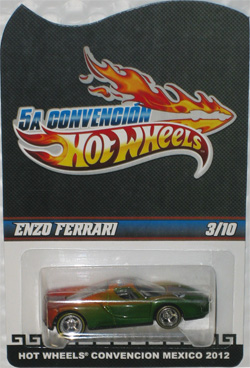 5A CONVENCIÓN
HOT WHEELS
ENZO FERRARI 3/10
HOT WHEELS® CONVENCION MEXICO 2012